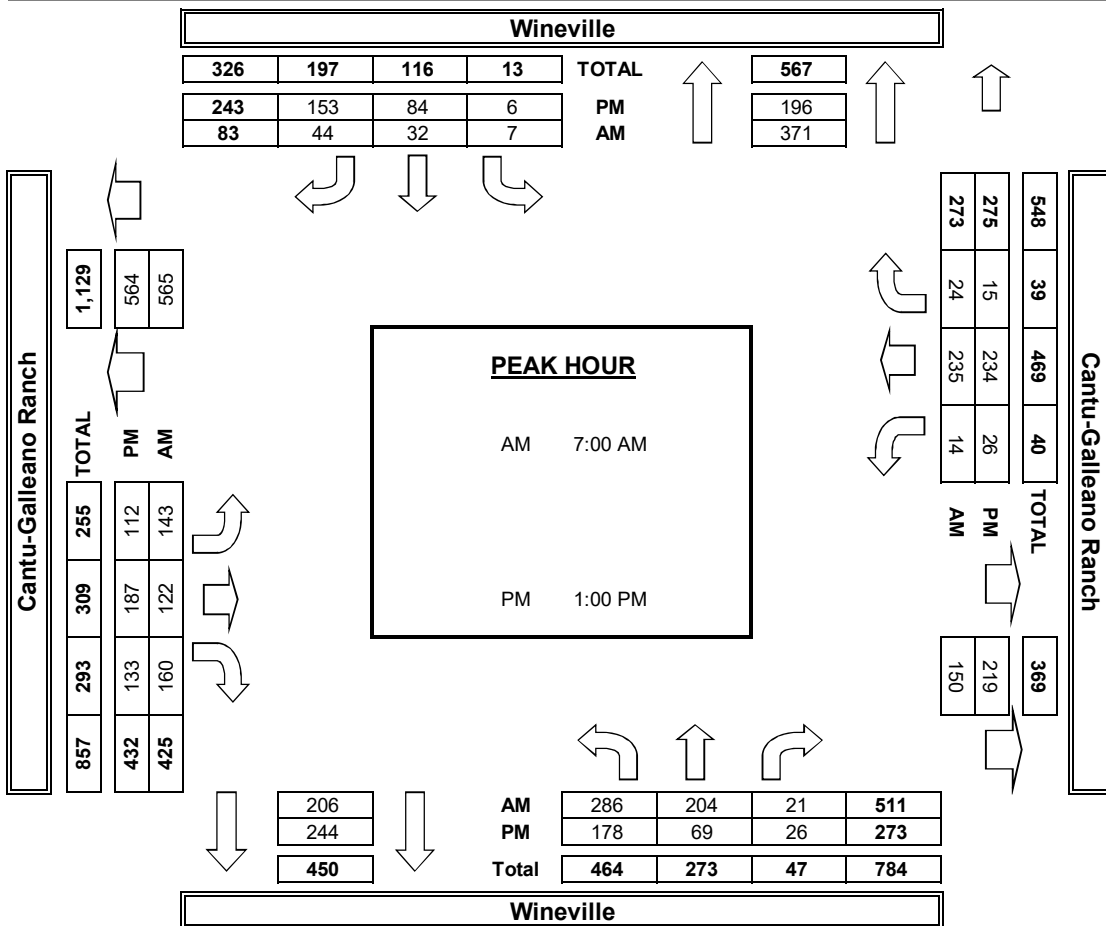 Wineville
326 197 116 13 TOTAL 567
243 153 84 6 PM 196
83 44 32 7 AM 371
Cantu-Galleano Ranch
1,129
564
565
TOTAL
PM
AM
255 309 293 857
112 187 133 432
143 122 160 425
PEAK HOUR
AM 7:00 AM
PM 1:00 PM
548 39 469 40 TOTAL 369
275 15 234 26 PM 219
273 24 235 14 AM 150
Cantu-Galleano Ranch
206 AM 286 204 21 511
244 PM 178 69 26 273
450 Total 464 273 47 784
Wineville